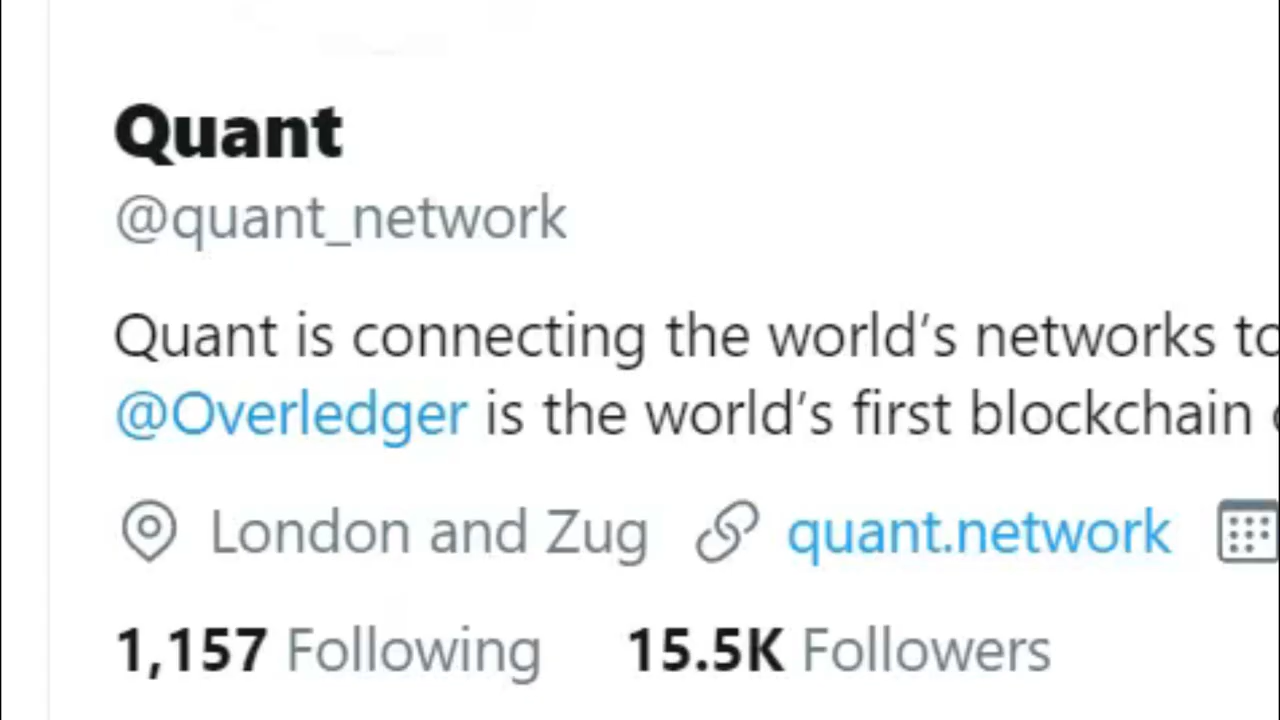 Quant
@quant_network
Quant is connecting the world’s networks to
@Overledger is the world’s first blockchain
London and Zug quant.network
1,157 Following 15.5K Followers